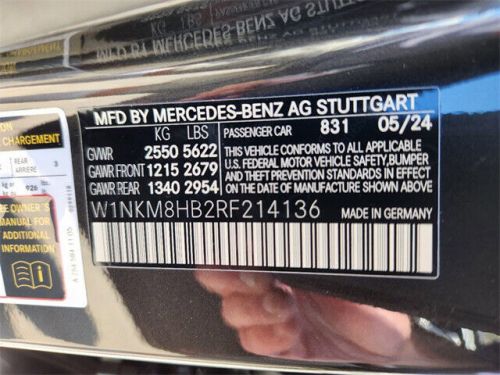 MFD BY MERCEDES-BENZ AG STUTTGART
KG LBS PASSENGER CAR 831 05/24
GVWR 2550 5622
GAWR FRONT 1215 2679
GAWR REAR 1340 2954
THIS VEHICLE CONFORMS TO ALL APPLICABLE
U.S. FEDERAL MOTOR VEHICLE SAFETY, BUMPER
AND THEFT PREVENTION STANDARDS IN EFFECT
ON THE DATE OF MANUFACTURE SHOWN ABOVE.
W1NKM8HB2RF214136 MADE IN GERMANY
CHARGEMENT
REAR
ARRIERE 3
OWNER'S
MANUAL FOR
ADDITIONAL
INFORMATION